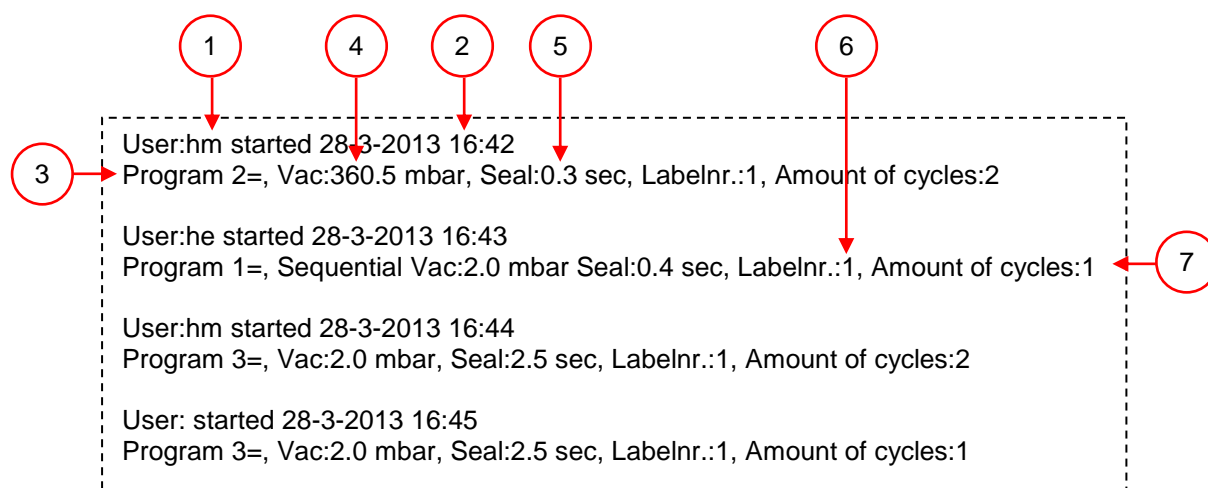 1 4 2 5 6
User:hm started 28-3-2013 16:42
3 Program 2=, Vac:360.5 mbar, Seal:0.3 sec, Labelnr.:1, Amount of cycles:2
User:he started 28-3-2013 16:43
Program 1=, Sequential Vac:2.0 mbar Seal:0.4 sec, Labelnr.:1, Amount of cycles:1 7
User:hm started 28-3-2013 16:44
Program 3=, Vac:2.0 mbar, Seal:2.5 sec, Labelnr.:1, Amount of cycles:2
User: started 28-3-2013 16:45
Program 3=, Vac:2.0 mbar, Seal:2.5 sec, Labelnr.:1, Amount of cycles:1